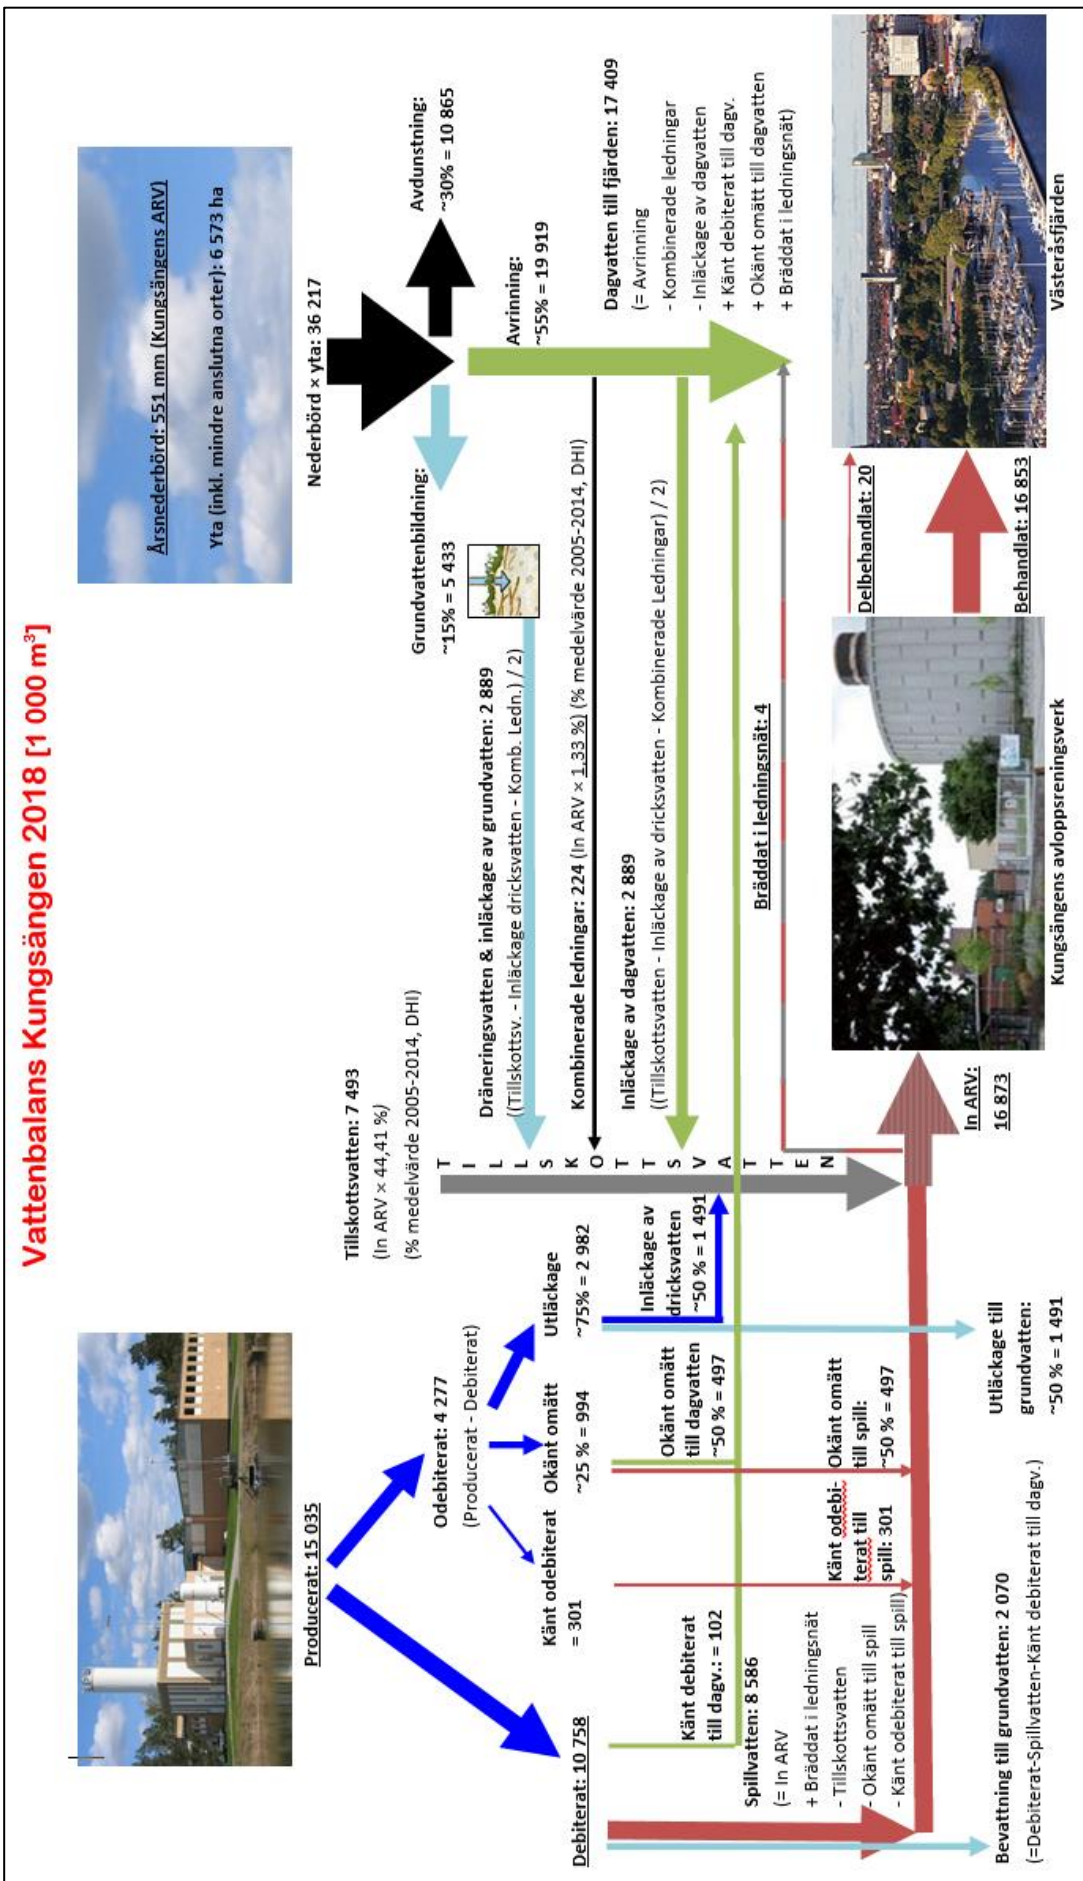 Vattenbalans Kungsängen 2018 [1 000 m³]
Årsnederbörd: 551 mm (Kungsängens ARV)
Yta (inkl. mindre anslutna orter): 6 573 ha
Nederbörd × yta: 36 217
Avdunstning:
~30% = 10 865
Grundvattenbildning:
~15% = 5 433
Avrinning:
~55% = 19 919
Dagvatten till fjärden: 17 409
(= Avrinning
- Kombinerade ledningar
- Inläckage av dagvatten
+ Känt debiterat till dagv.
+ Okänt omätt till dagvatten
+ Bräddat i ledningsnät)
Producerat: 15 035
Odebiterat: 4 277
(Producerat - Debiterat)
Debiterat: 10 758
Känt odebiterat
= 301
Okänt omätt
~25 % = 994
Utläckage
~75% = 2 982
Tillskottsvatten: 7 493
(In ARV × 44,41 %)
(% medelvärde 2005-2014, DHI)
TILLSKOTTSVATTEN
Dräneringsvatten & inläckage av grundvatten: 2 889
((Tillskottsv. - Inläckage dricksvatten - Komb. Ledn.) / 2)
Kombinerade ledningar: 224 (In ARV × 1,33 %) (% medelvärde 2005-2014, DHI)
Inläckage av dagvatten: 2 889
((Tillskottsvatten - Inläckage av dricksvatten - Kombinerade Ledningar) / 2)
Bräddat i ledningsnät: 4
Känt debiterat
till dagv.: = 102
Okänt omätt
till dagvatten
~50 % = 497
Inläckage av
dricksvatten
~50 % = 1 491
Spillvatten: 8 586
(= In ARV
+ Bräddat i ledningsnät
- Tillskottsvatten
- Okänt omätt till spill
- Känt odebiterat till spill)
Känt odebi-
terat till
spill: 301
Okänt omätt
till spill:
~50 % = 497
Bevattning till grundvatten: 2 070
(=Debiterat-Spillvatten-Känt debiterat till dagv.)
Utläckage till
grundvatten:
~50 % = 1 491
In ARV:
16 873
Kungsängens avloppsreningsverk
Delbehandlat: 20
Behandlat: 16 853
Västeråsfjärden